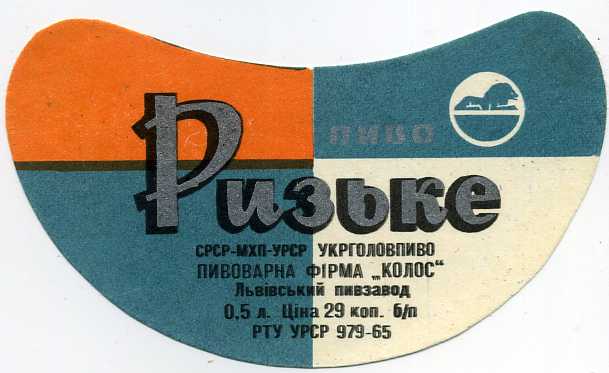 пиво
Ризьке
СРСР-МХП-УРСР УКРГОЛОВПИВО
ПИВОВАРНА ФІРМА „КОЛОС“
Львівський пивзавод
0,5 л. Ціна 29 коп. б/п
РТУ УРСР 979-65